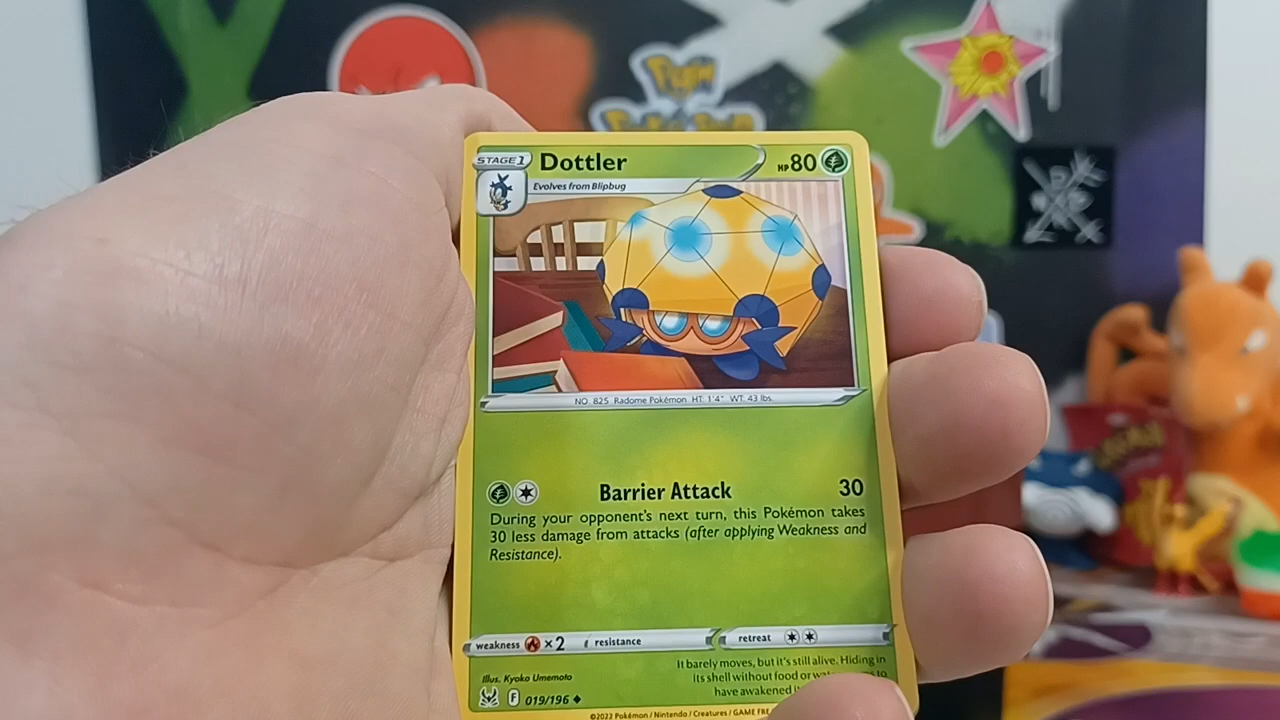 STAGE 1 Dottler HP 80
Evolves from Blipbug
NO. 825 Radome Pokémon HT: 1'4" WT: 43 lbs.
Barrier Attack 30
During your opponent's next turn, this Pokémon takes
30 less damage from attacks (after applying Weakness and
Resistance).
weakness ×2 resistance retreat
Illus. Kyoko Umemoto
It barely moves, but it's still alive. Hiding in
its shell without food or to
have awakened
F 019/196
©2022 Pokémon / Nintendo / Creatures / GAME